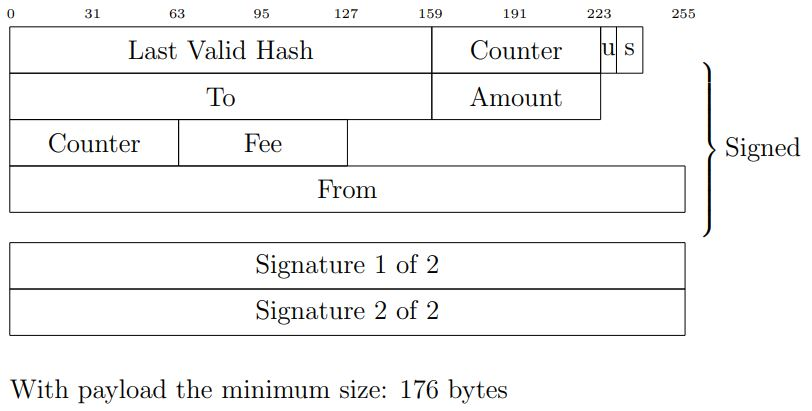 0 31 63 95 127 159 191 223 255
Last Valid Hash Counter u s
To Amount
Counter Fee
Signed
From
Signature 1 of 2
Signature 2 of 2
With payload the minimum size: 176 bytes